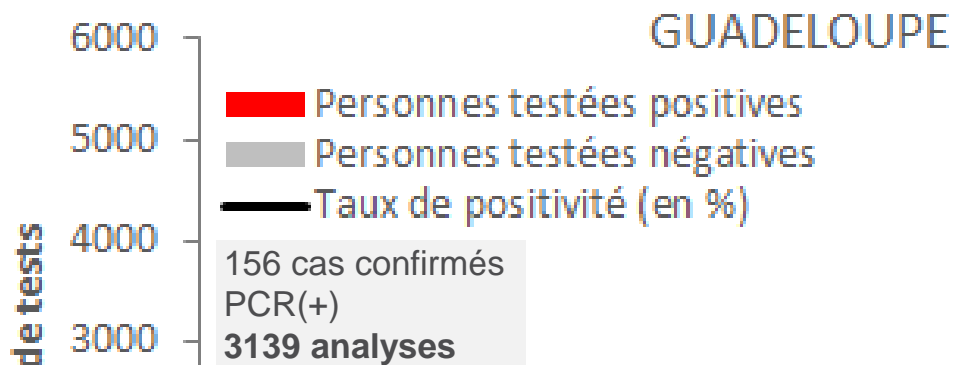 GUADELOUPE
6000
Personnes testées positives
5000
Personnes testées négatives
Taux de positivité (en %)
4000
156 cas confirmés
PCR(+)
3139 analyses
3000
de tests